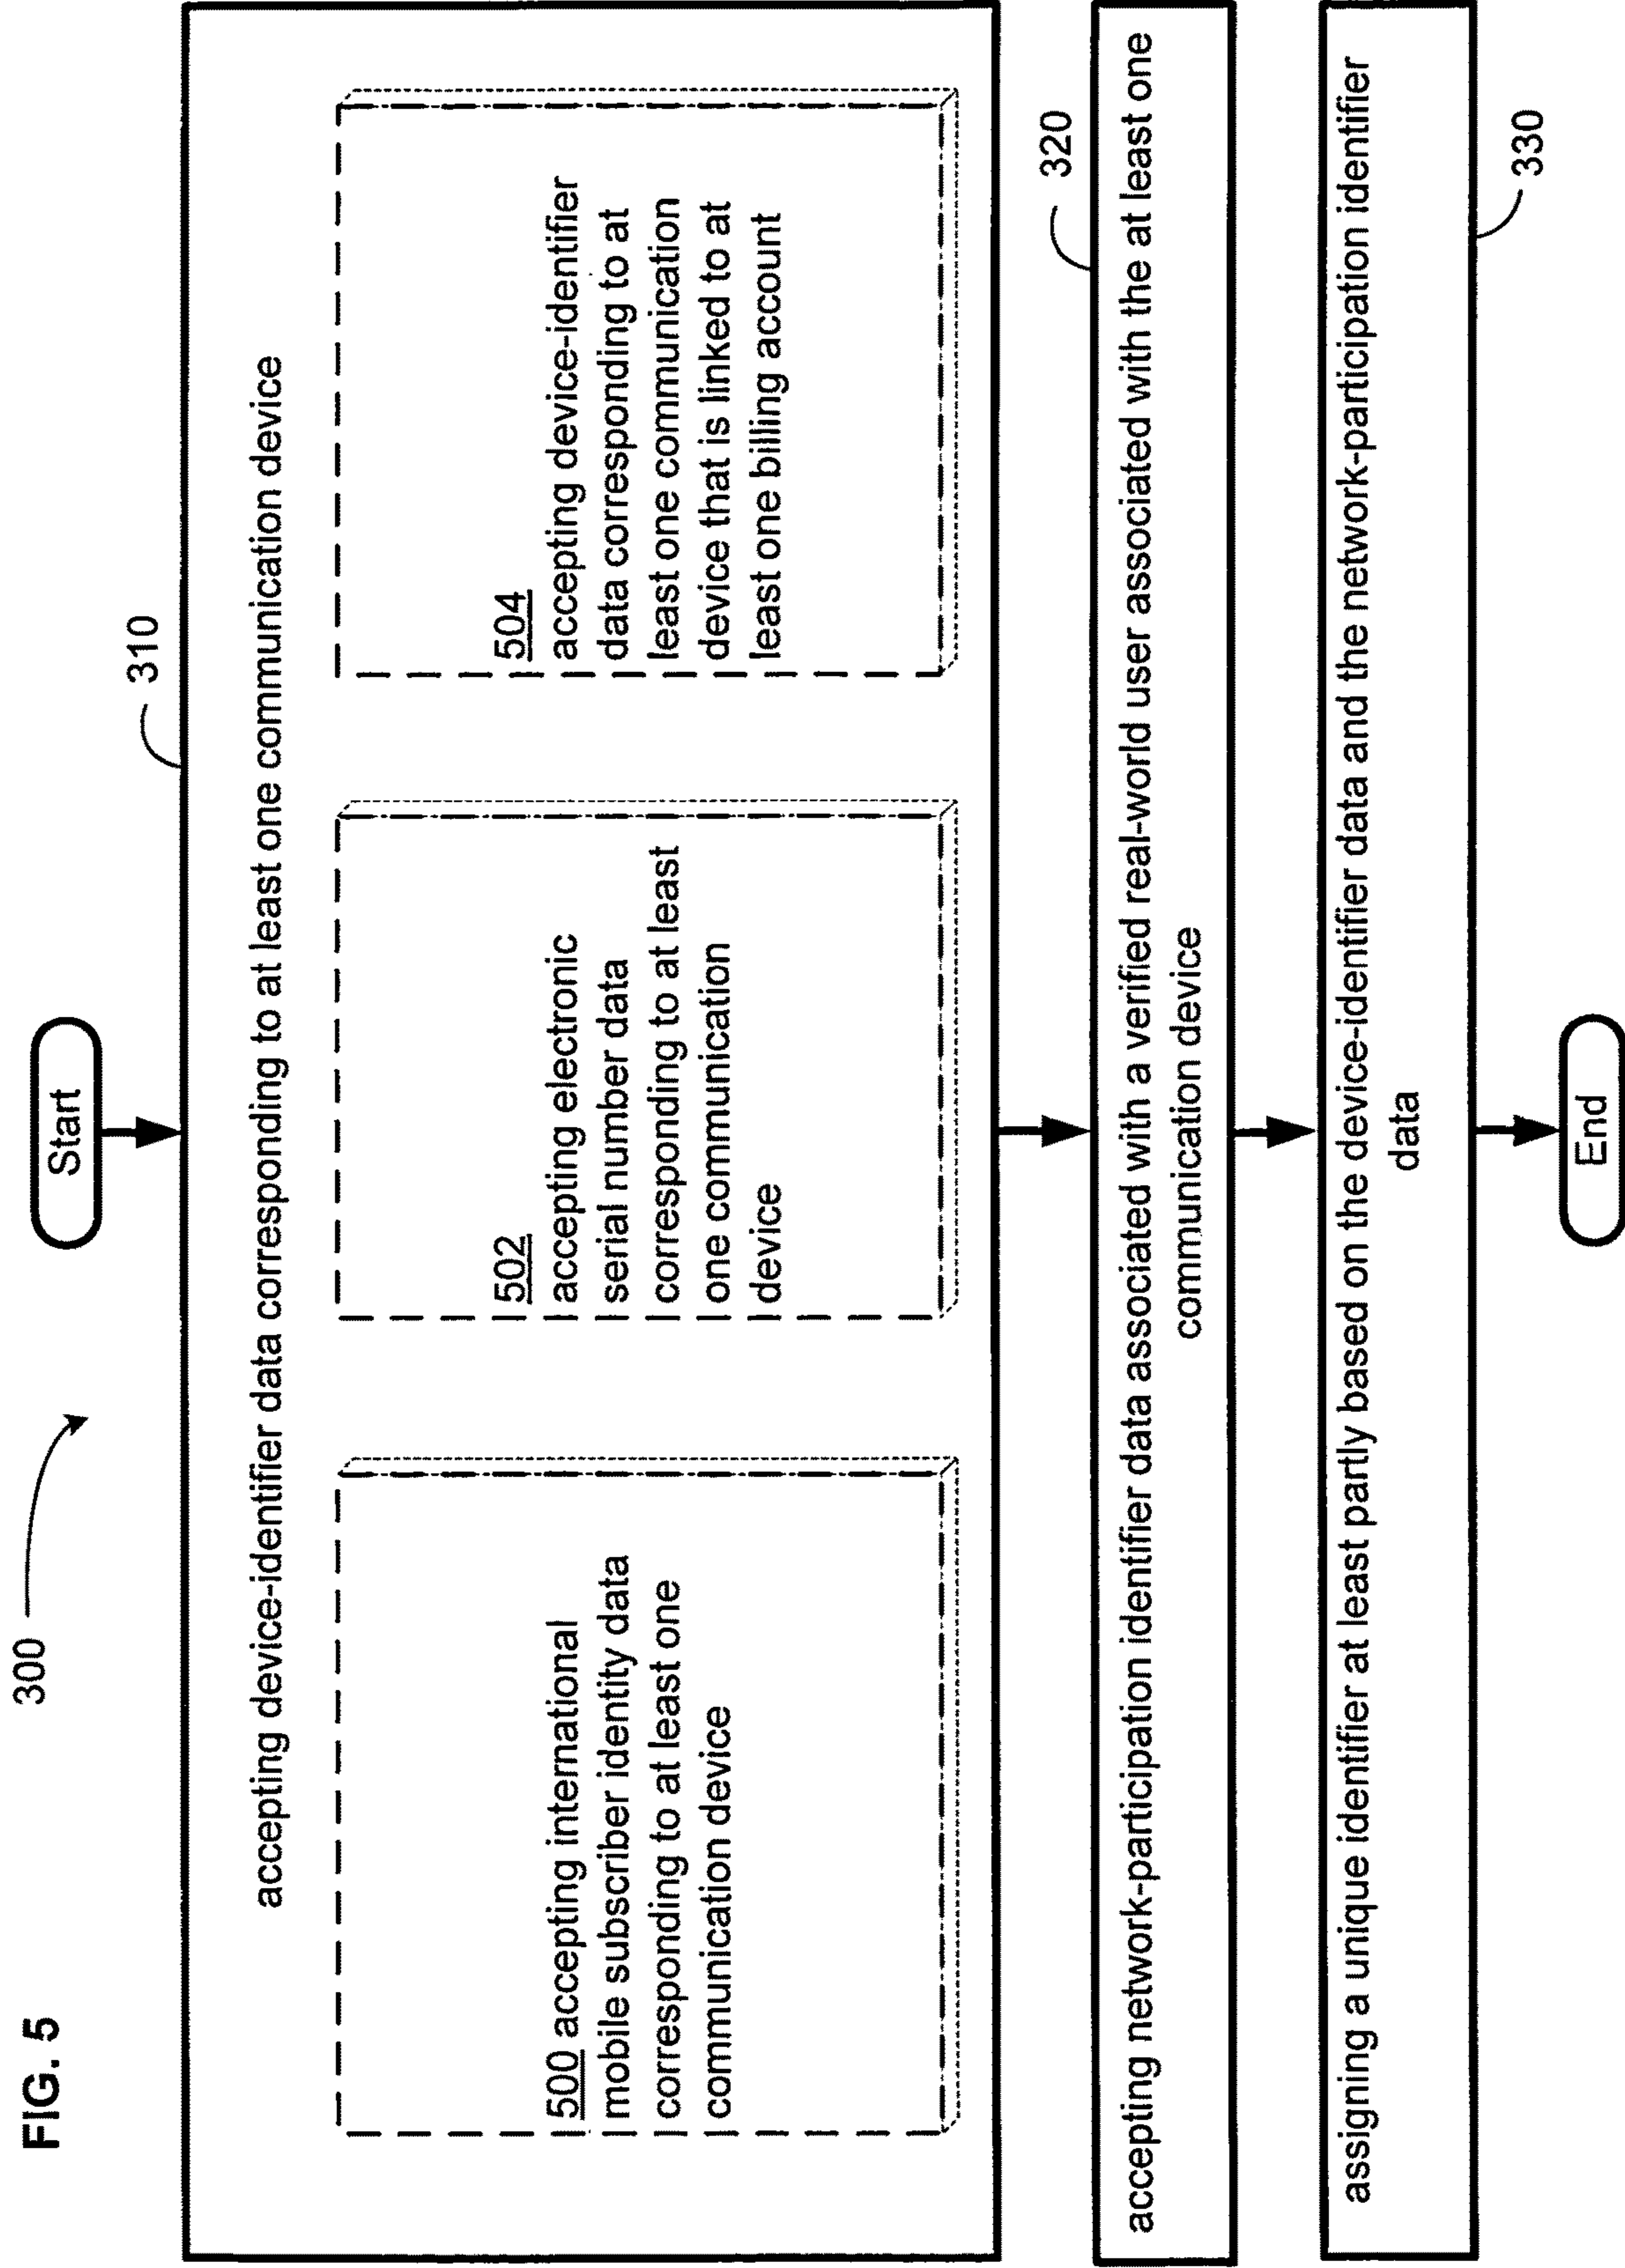 FIG. 5
300
Start
310
accepting device-identifier data corresponding to at least one communication device
500 accepting international
mobile subscriber identity data
corresponding to at least one
communication device
502
accepting electronic
serial number data
corresponding to at least
one communication
device
504
accepting device-identifier
data corresponding to at
least one communication
device that is linked to at
least one billing account
320
accepting network-participation identifier data associated with a verified real-world user associated with the at least one
communication device
330
assigning a unique identifier at least partly based on the device-identifier data and the network-participation identifier
data
End